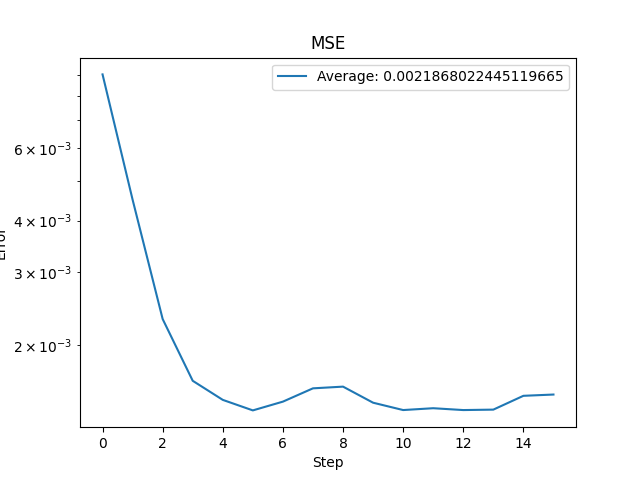 MSE
Average: 0.0021868022445119665
6 × 10⁻³
4 × 10⁻³
3 × 10⁻³
2 × 10⁻³
Error
0 2 4 6 8 10 12 14
Step